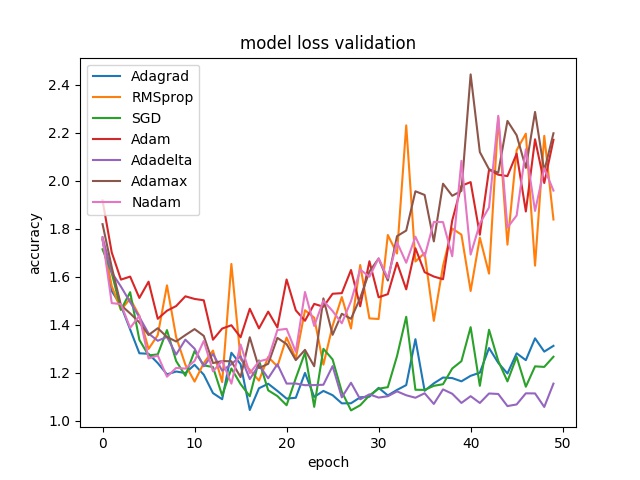 model loss validation
accuracy
2.4
2.2
2.0
1.8
1.6
1.4
1.2
1.0
Adagrad
RMSprop
SGD
Adam
Adadelta
Adamax
Nadam
0 10 20 30 40 50
epoch